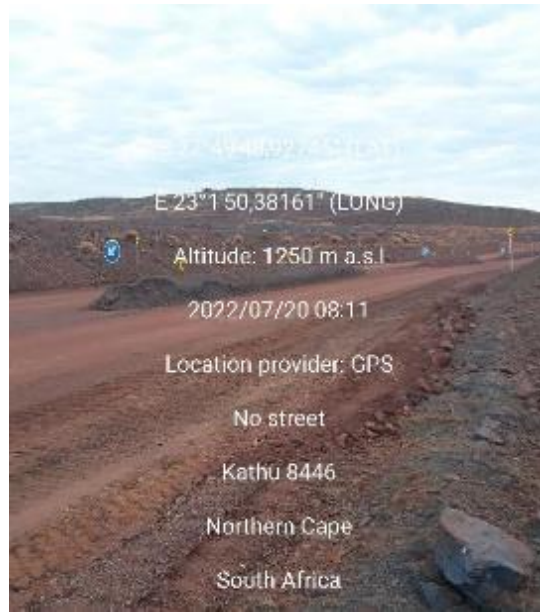 E 23°1'50,38161" (LONG)
Altitude: 1250 m a.s.l
2022/07/20 08:11
Location provider: GPS
No street
Kathu 8446
Northern Cape
South Africa